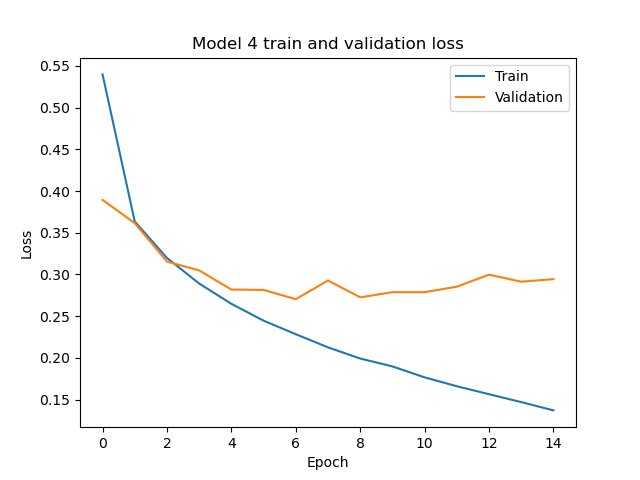 Model 4 train and validation loss
Train
Validation
0.55
0.50
0.45
0.40
0.35
0.30
0.25
0.20
0.15
Loss
0 2 4 6 8 10 12 14
Epoch